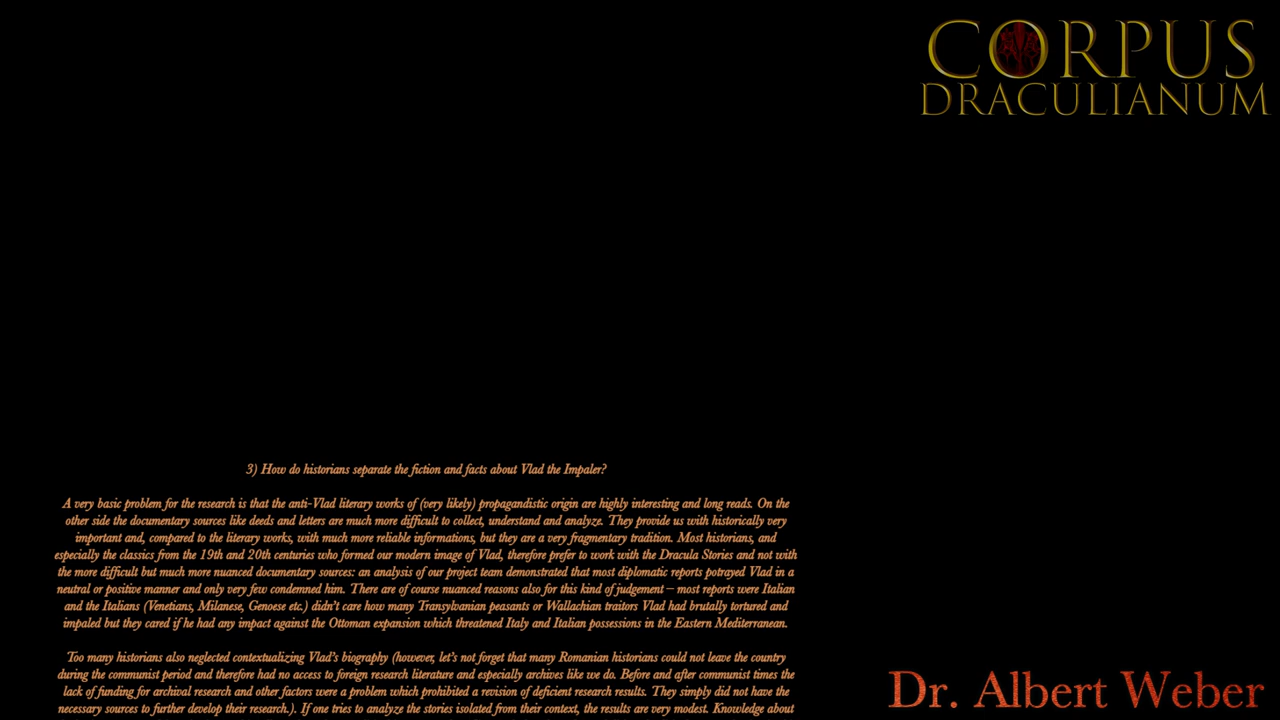 CORPUS
DRACULIANUM
3) How do historians separate the fiction and facts about Vlad the Impaler?
A very basic problem for the research is that the anti-Vlad literary works of (very likely) propagandistic origin are highly interesting and long reads. On the
other side the documentary sources like deeds and letters are much more difficult to collect, understand and analyze. They provide us with historically very
important and, compared to the literary works, with much more reliable informations, but they are a very fragmentary tradition. Most historians, and
especially the classics from the 19th and 20th centuries who formed our modern image of Vlad, therefore prefer to work with the Dracula Stories and not with
the more difficult but much more nuanced documentary sources: an analysis of our project team demonstrated that most diplomatic reports potrayed Vlad in a
neutral or positive manner and only very few condemned him. There are of course nuanced reasons also for this kind of judgement – most reports were Italian
and the Italians (Venetians, Milanese, Genoese etc.) didn't care how many Transylvanian peasants or Wallachian traitors Vlad had brutally tortured and
impaled but they cared if he had any impact against the Ottoman expansion which threatened Italy and Italian possessions in the Eastern Mediterranean.
Too many historians also neglected contextualizing Vlad's biography (however, let's not forget that many Romanian historians could not leave the country
during the communist period and therefore had no access to foreign research literature and especially archives like we do. Before and after communist times the
lack of funding for archival research and other factors were a problem which prohibited a revision of deficient research results. They simply did not have the
necessary sources to further develop their research.). If one tries to analyze the stories isolated from their context, the results are very modest. Knowledge about
Dr. Albert Weber